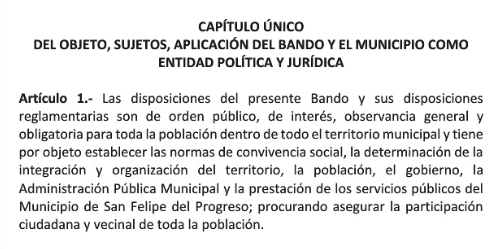 CAPÍTULO ÚNICO
DEL OBJETO, SUJETOS, APLICACIÓN DEL BANDO Y EL MUNICIPIO COMO
ENTIDAD POLÍTICA Y JURÍDICA
Artículo 1.- Las disposiciones del presente Bando y sus disposiciones
reglamentarias son de orden público, de interés, observancia general y
obligatoria para toda la población dentro de todo el territorio municipal y tiene
por objeto establecer las normas de convivencia social, la determinación de la
integración y organización del territorio, la población, el gobierno, la
Administración Pública Municipal y la prestación de los servicios públicos del
Municipio de San Felipe del Progreso; procurando asegurar la participación
ciudadana y vecinal de toda la población.